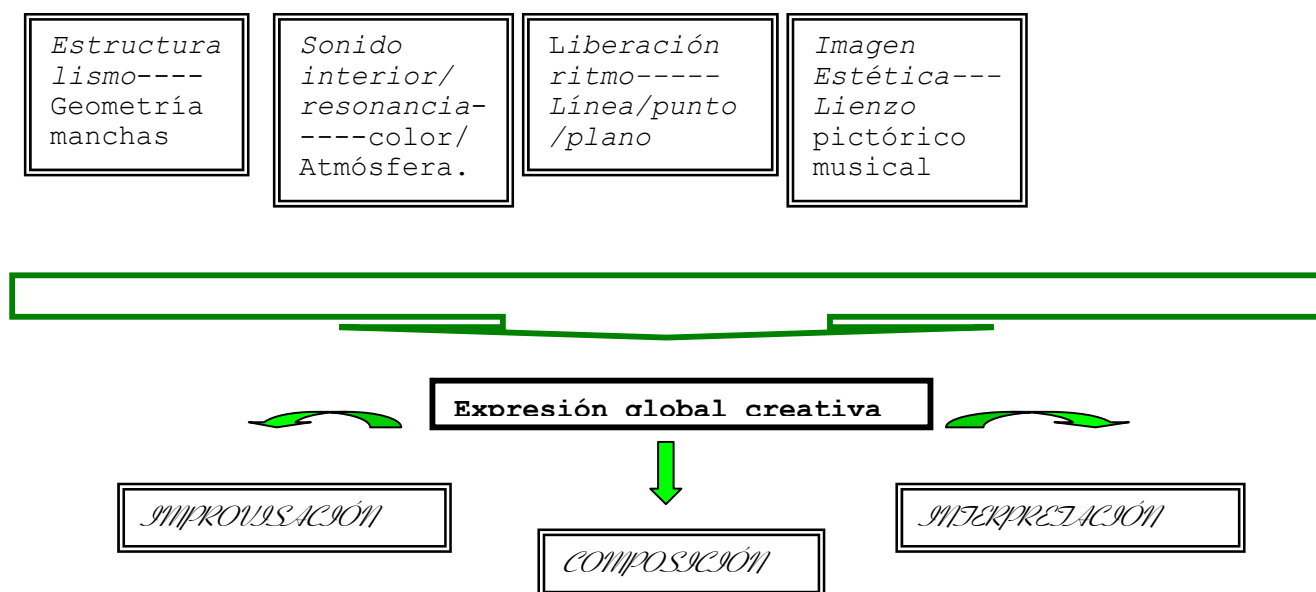 Estructura
lismo----
Geometría
manchas
Sonido
interior/
resonancia-
----color/
Atmósfera.
Liberación
ritmo-----
Línea/punto
/plano
Imagen
Estética---
Lienzo
pictórico
musical
Expresión global creativa
IMPROVISACIÓN
COMPOSICIÓN
INTERPRETACIÓN